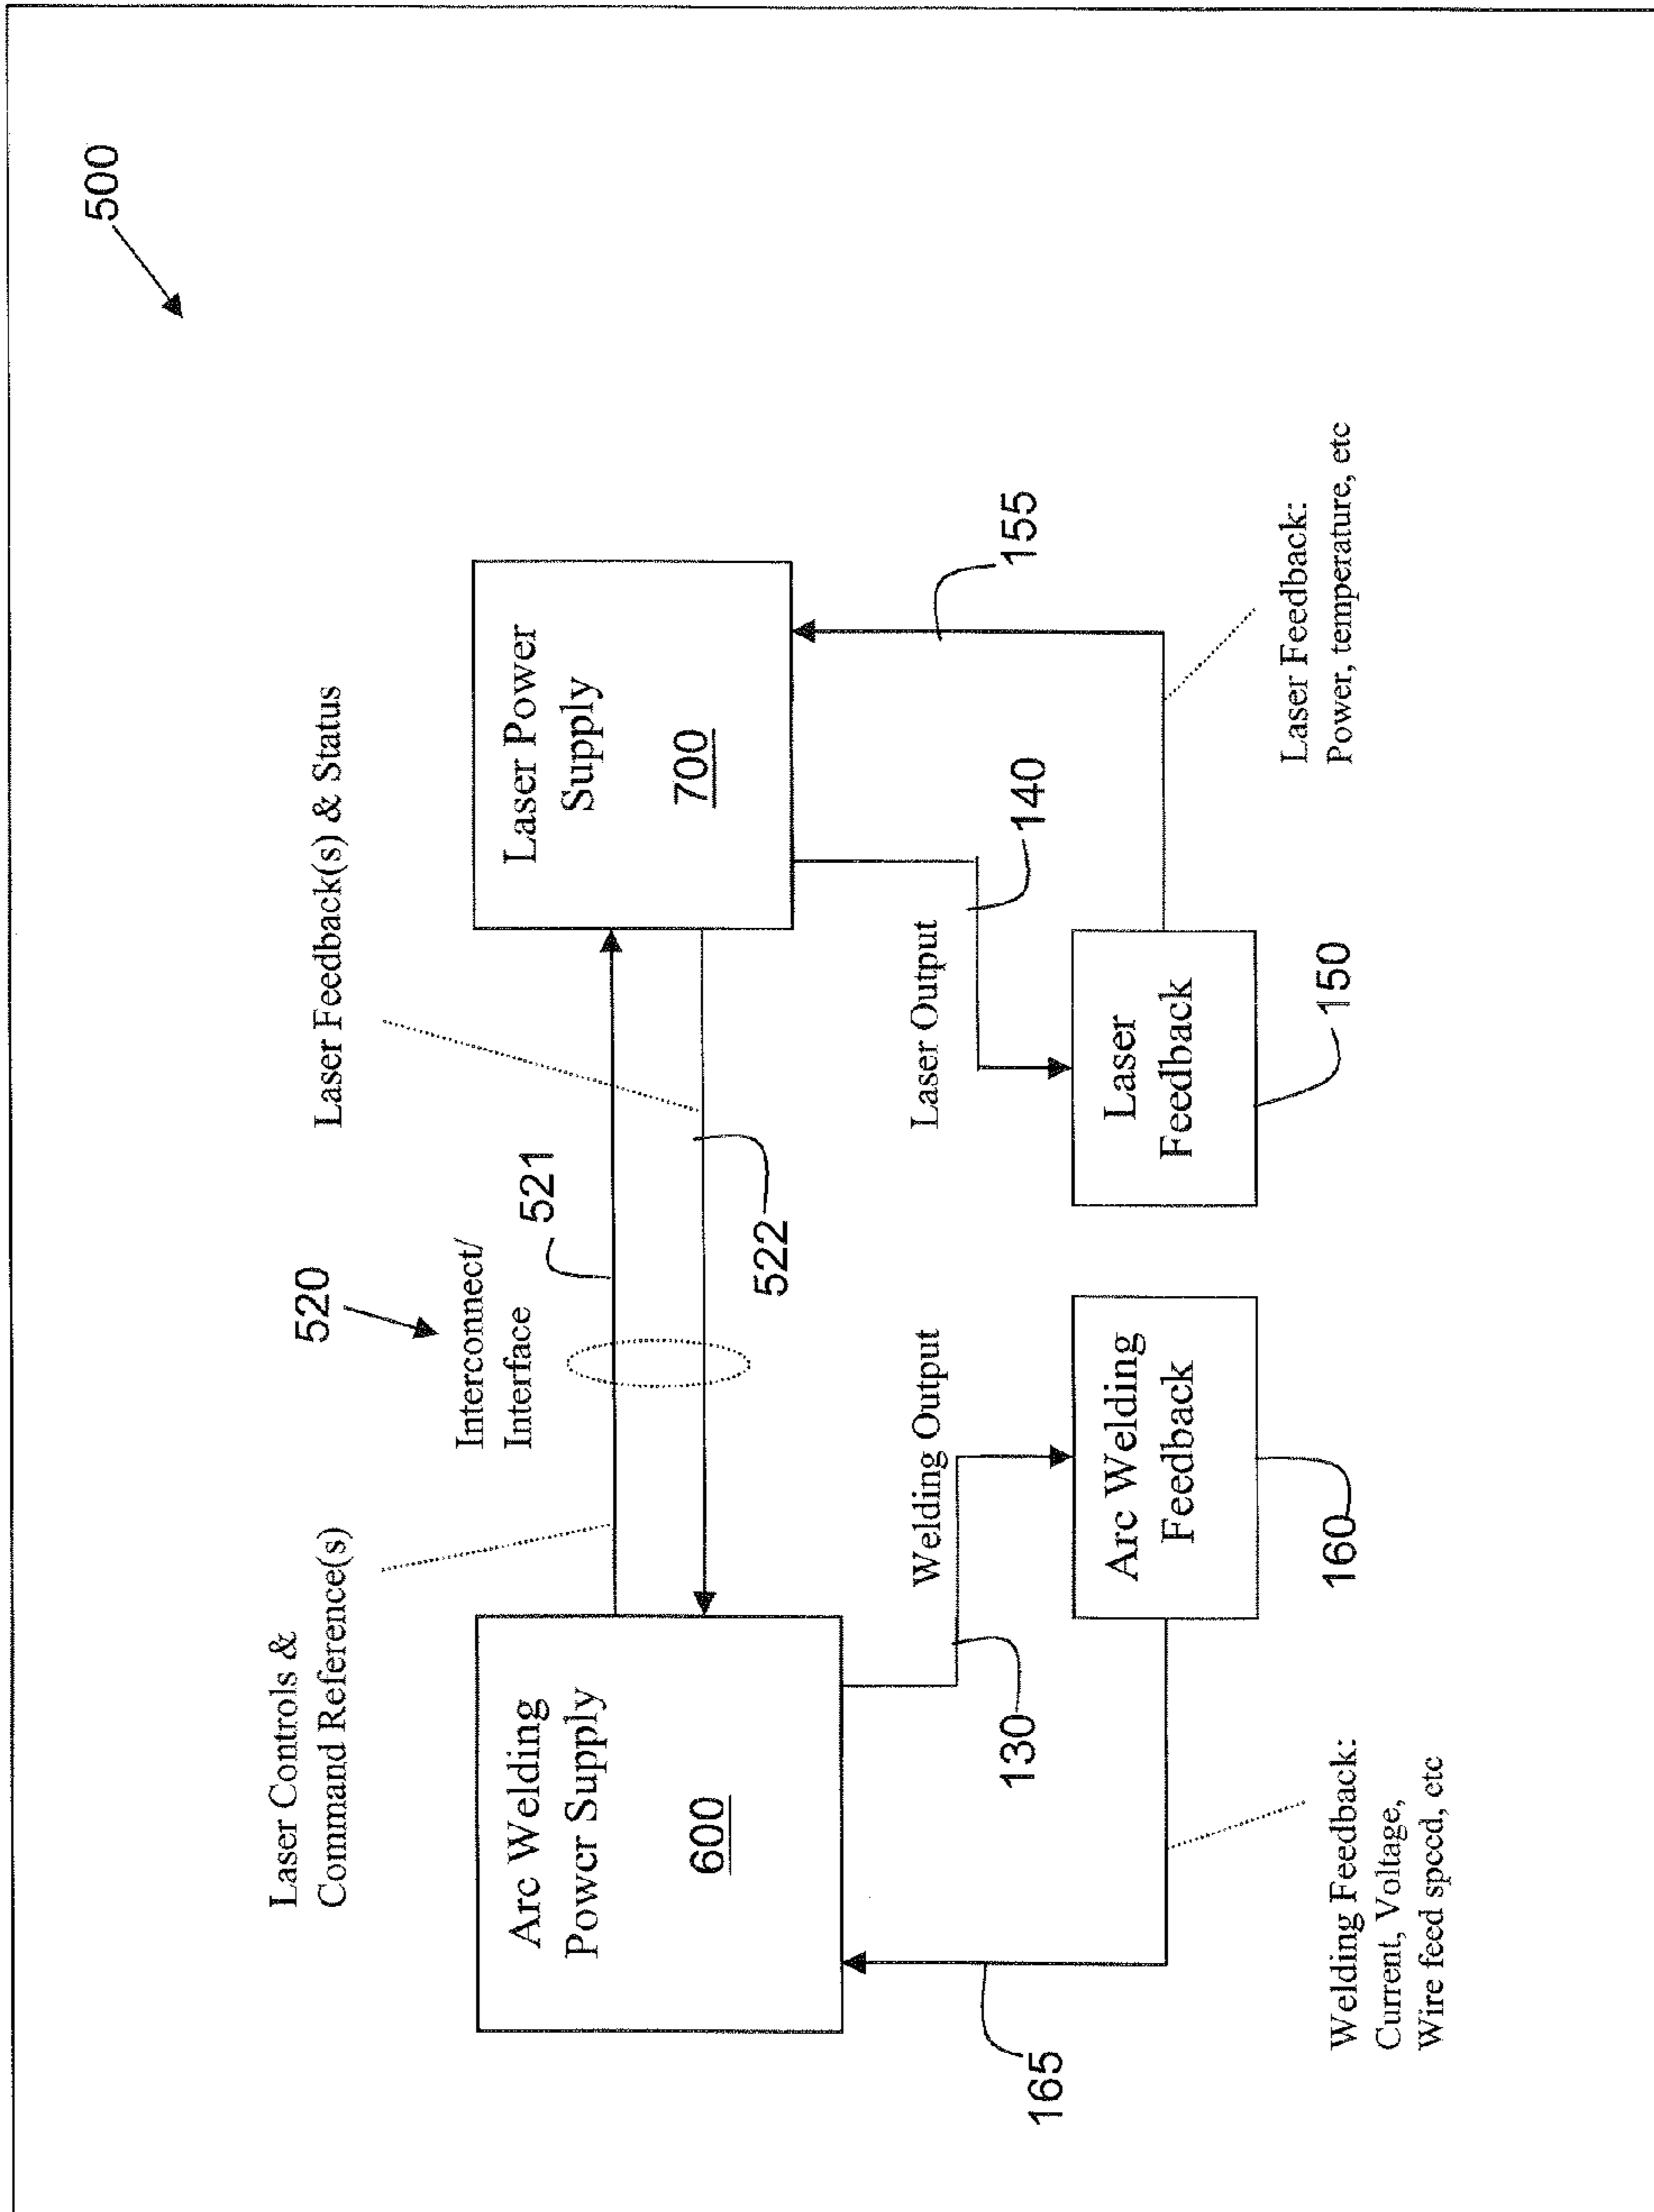 500
520
Laser Controls &
Command Reference(s)
Interconnect/
Interface
521
522
Laser Feedback(s) & Status
Arc Welding
Power Supply
600
Laser Power
Supply
700
Welding Output
130
Laser Output
140
155
165
Arc Welding
Feedback
160
Laser
Feedback
150
Welding Feedback:
Current, Voltage,
Wire feed speed, etc
Laser Feedback:
Power, temperature, etc